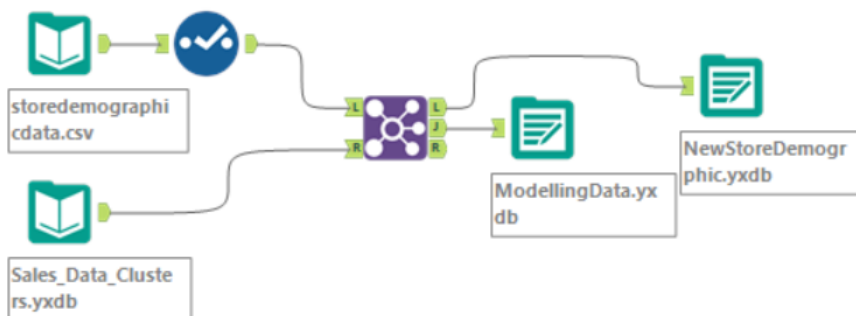 storedemographi
cdata.csv
L
R
L
J
R
ModellingData.yx
db
NewStoreDemogr
phic.yxdb
Sales_Data_Cluste
rs.yxdb